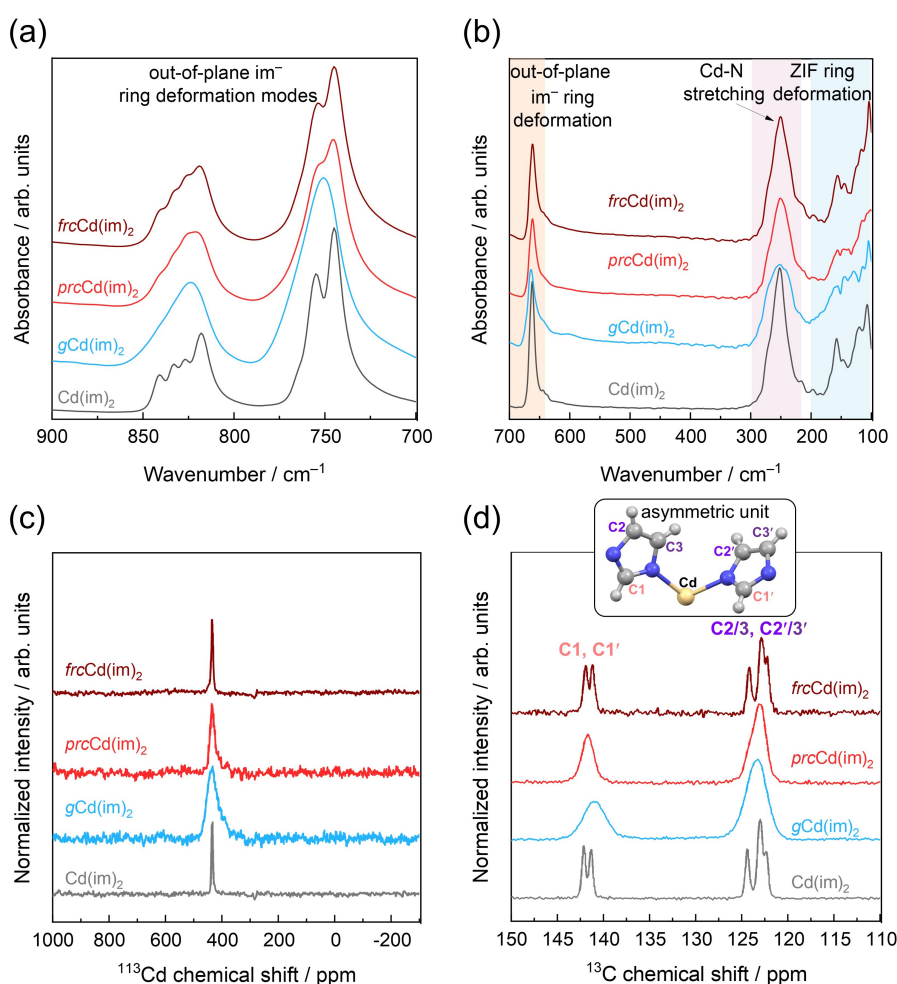 (a)
out-of-plane im⁻
ring deformation modes
frcCd(im)₂
prcCd(im)₂
gCd(im)₂
Cd(im)₂
Absorbance / arb. units
900 850 800 750 700
Wavenumber / cm⁻¹
(b)
out-of-plane
im⁻ ring
deformation
Cd-N
stretching
ZIF ring
deformation
frcCd(im)₂
prcCd(im)₂
gCd(im)₂
Cd(im)₂
Absorbance / arb. units
700 600 500 400 300 200 100
Wavenumber / cm⁻¹
(c)
frcCd(im)₂
prcCd(im)₂
gCd(im)₂
Cd(im)₂
Normalized intensity / arb. units
1000 800 600 400 200 0 -200
¹¹³Cd chemical shift / ppm
(d)
asymmetric unit
C2
C3
C1
Cd
C3′
C2′
C1′
C2/3, C2′/3′
C1, C1′
frcCd(im)₂
prcCd(im)₂
gCd(im)₂
Cd(im)₂
Normalized intensity / arb. units
150 145 140 135 130 125 120 115 110
¹³C chemical shift / ppm